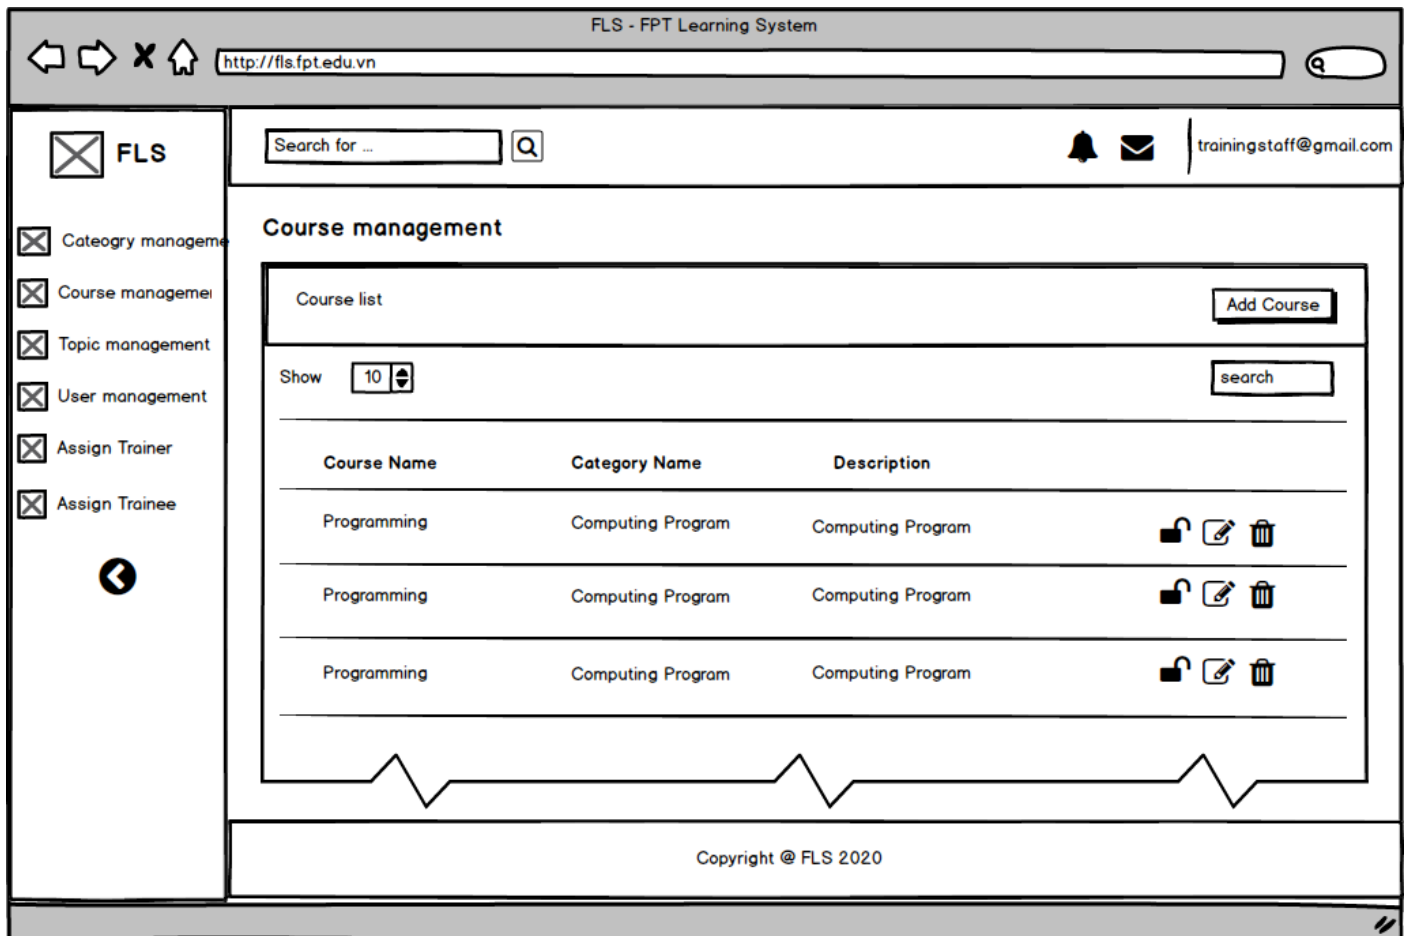 FLS - FPT Learning System
http://fls.fpt.edu.vn
FLS
Search for ...
trainingstaff@gmail.com
Cateogry manageme
Course managemen
Topic management
User management
Assign Trainer
Assign Trainee
Course management
Course list
Add Course
Show 10
search
Course Name Category Name Description
Programming Computing Program Computing Program
Programming Computing Program Computing Program
Programming Computing Program Computing Program
Copyright @ FLS 2020